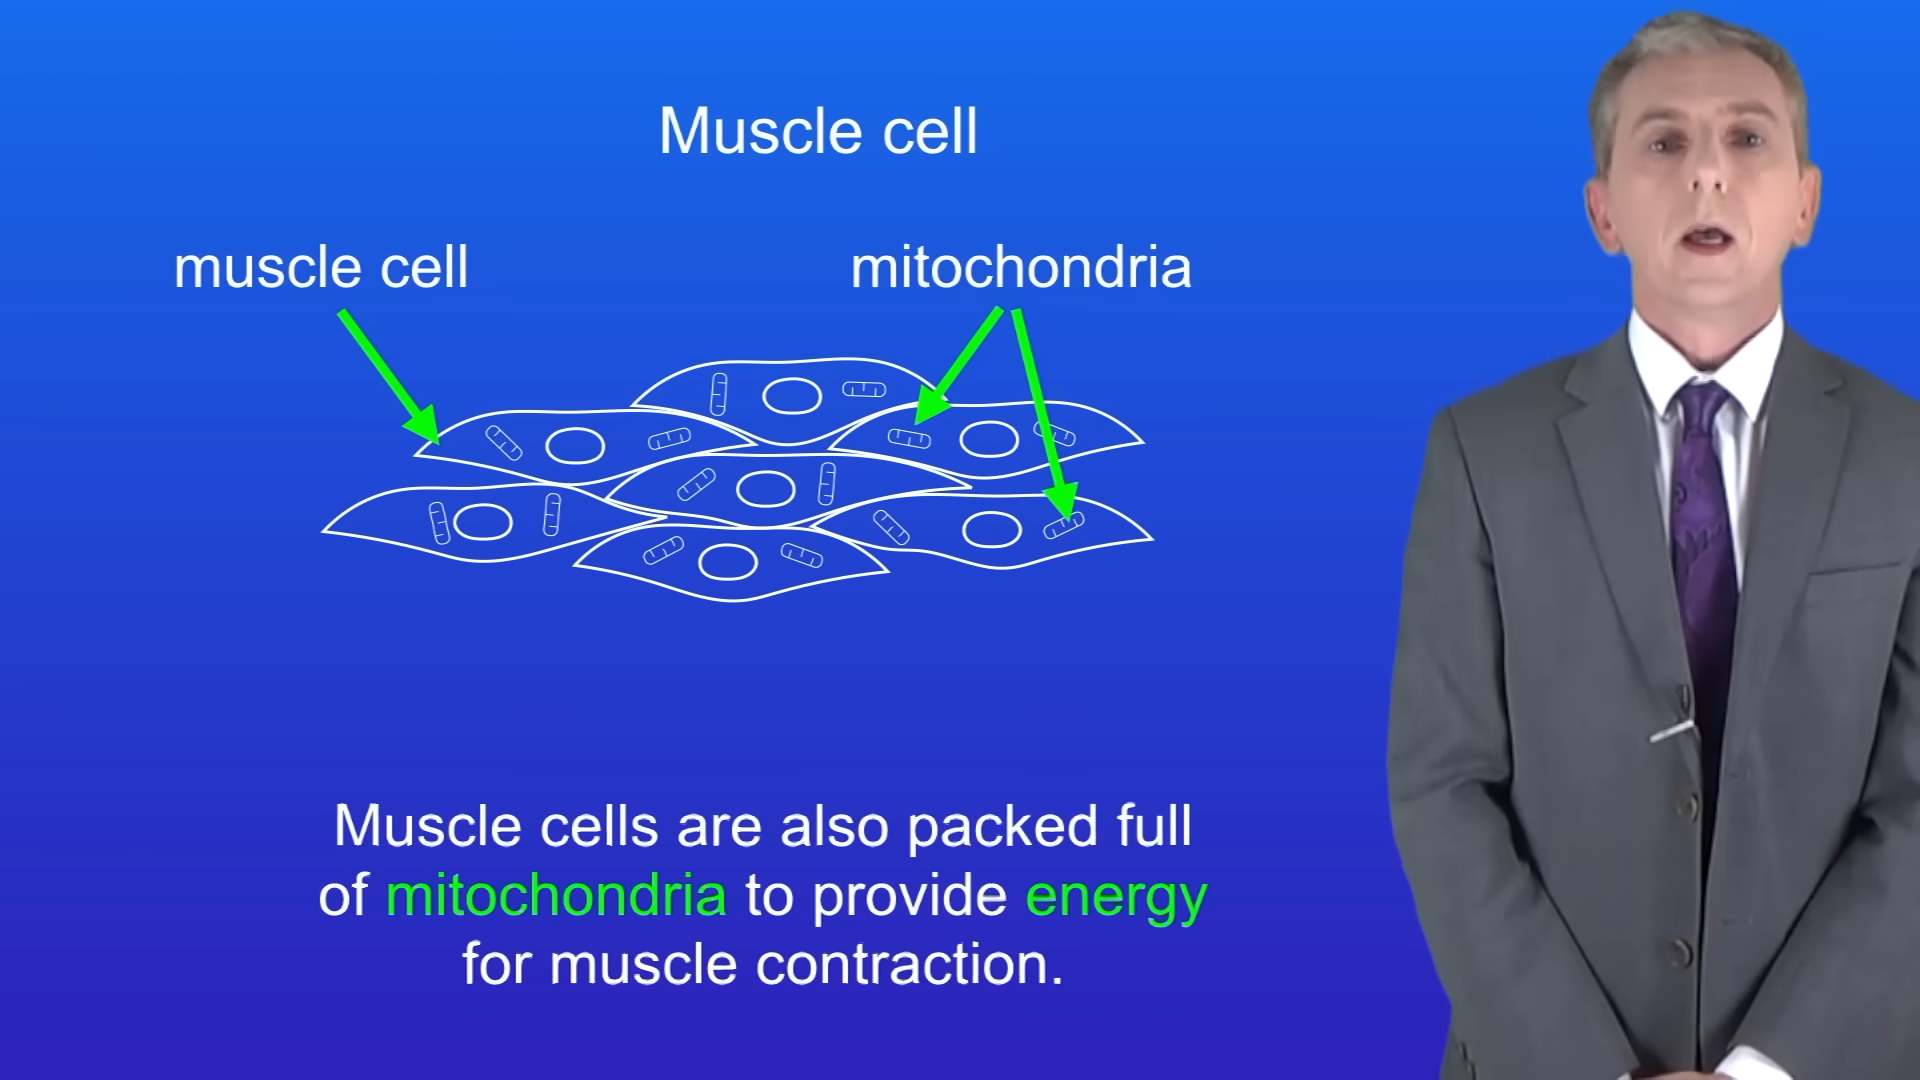 Muscle cell
muscle cell
mitochondria
Muscle cells are also packed full
of mitochondria to provide energy
for muscle contraction.